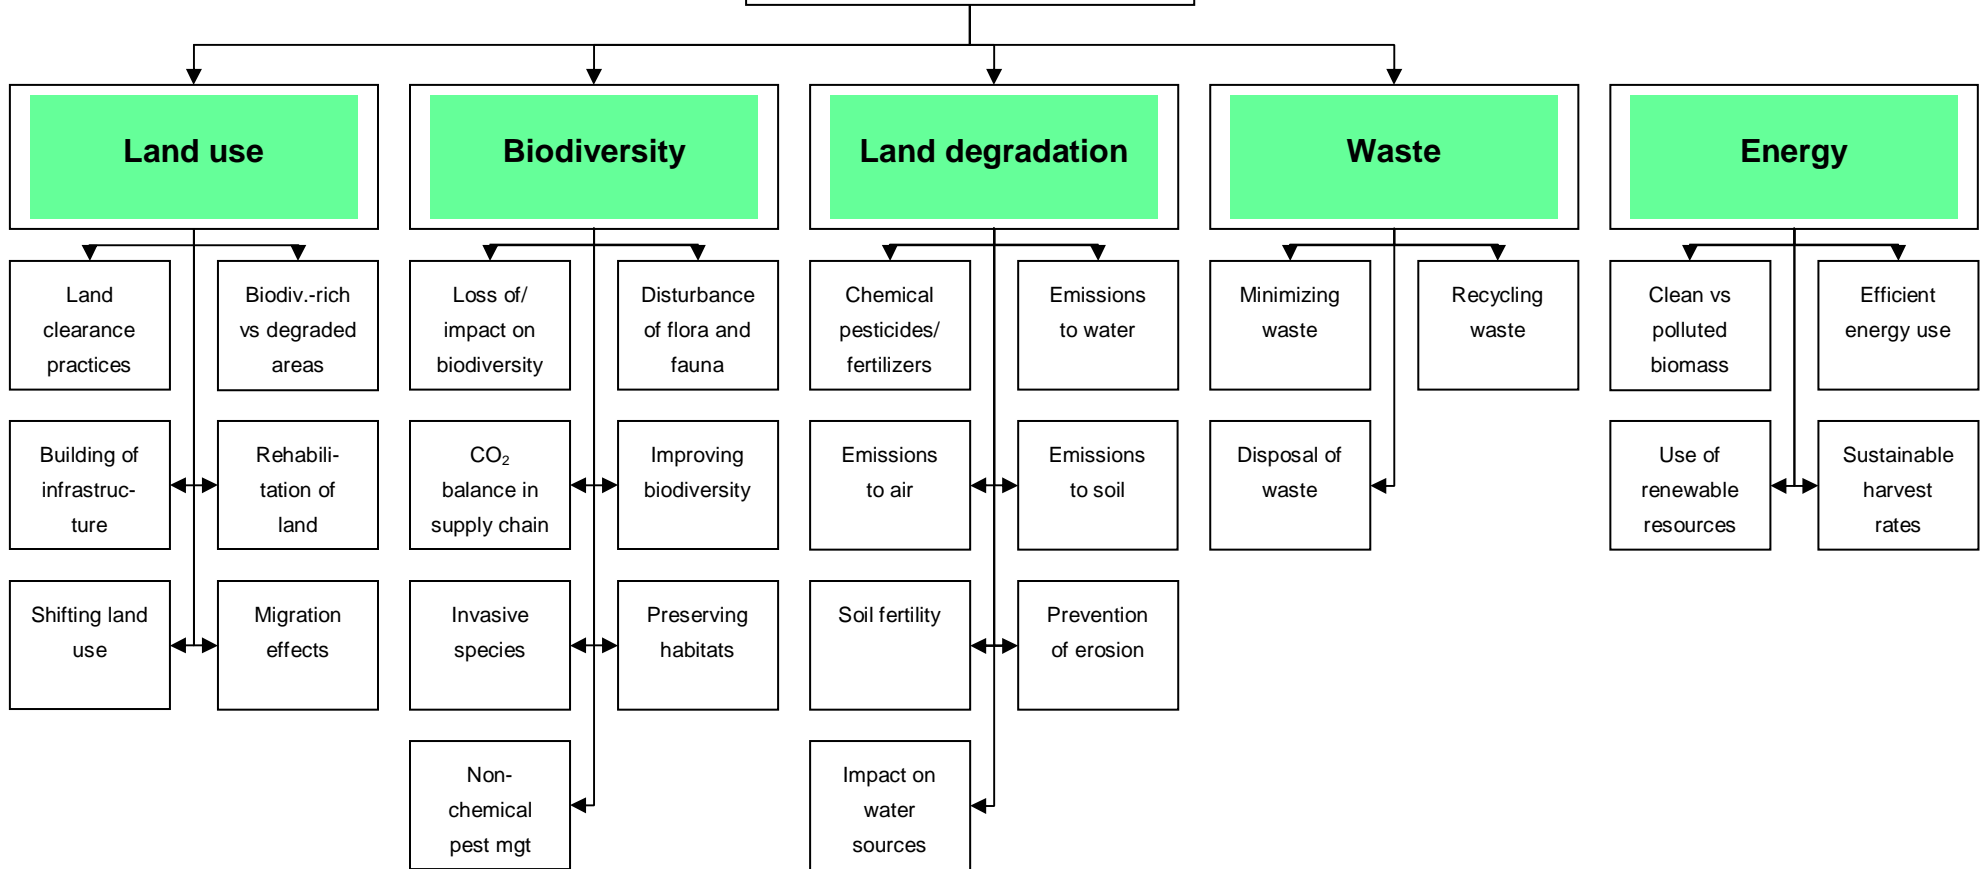 Land use
Biodiversity
Land degradation
Waste
Energy
Land
clearance
practices
Biodiv.-rich
vs degraded
areas
Loss of/
impact on
biodiversity
Disturbance
of flora and
fauna
Chemical
pesticides/
fertilizers
Emissions
to water
Minimizing
waste
Recycling
waste
Clean vs
polluted
biomass
Efficient
energy use
Building of
infrastruc-
ture
Rehabili-
tation of
land
CO₂
balance in
supply chain
Improving
biodiversity
Emissions
to air
Emissions
to soil
Disposal of
waste
Use of
renewable
resources
Sustainable
harvest
rates
Shifting land
use
Migration
effects
Invasive
species
Preserving
habitats
Soil fertility
Prevention
of erosion
Non-
chemical
pest mgt
Impact on
water
sources